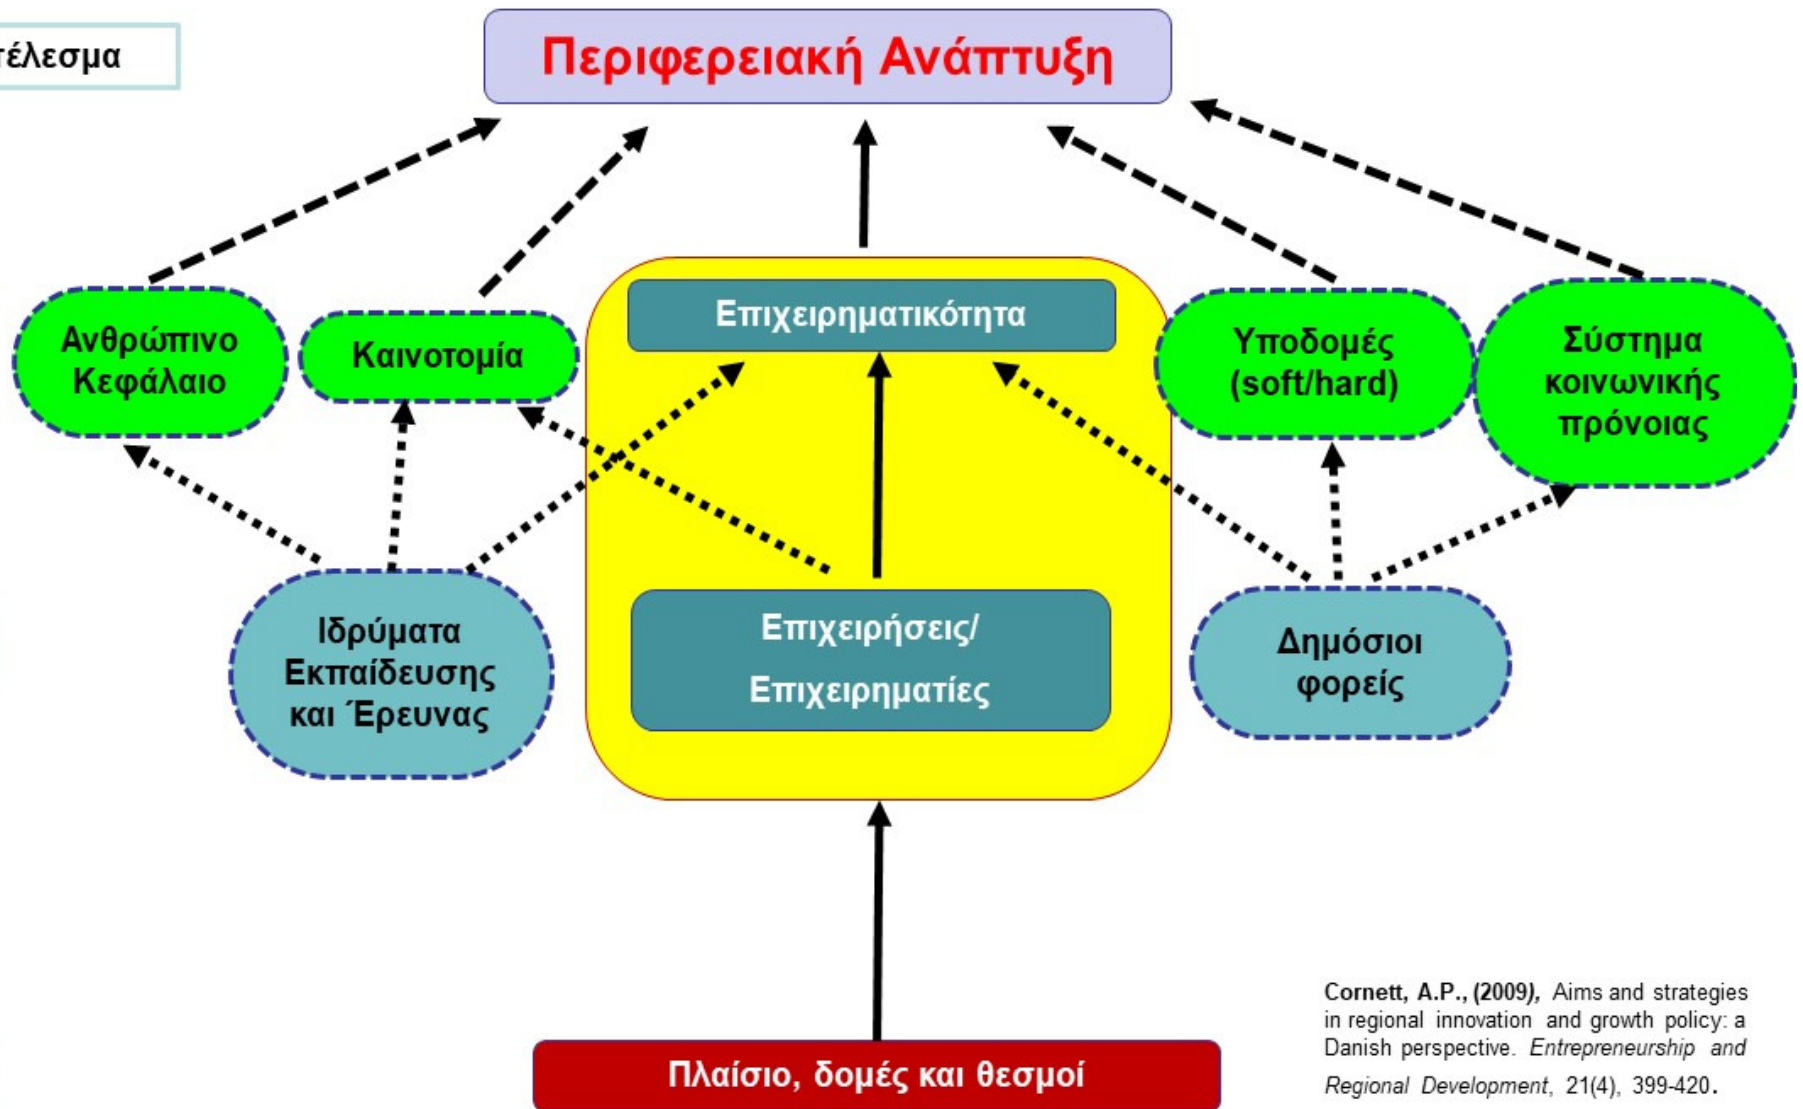 τέλεσμα
Περιφερειακή Ανάπτυξη
Ανθρώπινο
Κεφάλαιο
Καινοτομία
Επιχειρηματικότητα
Υποδομές
(soft/hard)
Σύστημα
κοινωνικής
πρόνοιας
Ιδρύματα
Εκπαίδευσης
και Έρευνας
Επιχειρήσεις/
Επιχειρηματίες
Δημόσιοι
φορείς
Πλαίσιο, δομές και θεσμοί
Cornett, A.P., (2009), Aims and strategies
in regional innovation and growth policy: a
Danish perspective. Entrepreneurship and
Regional Development, 21(4), 399-420.